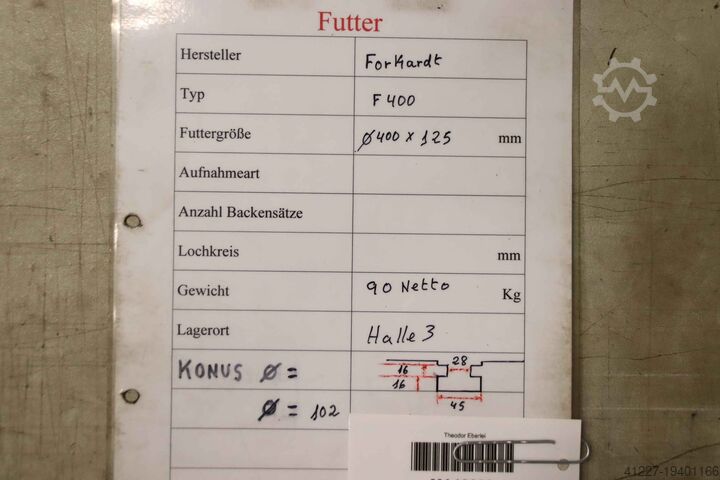 Futter
Hersteller Forkardt
Typ F 400
Futtergröße Ø400 x 125 mm
Aufnahmeart
Anzahl Backensätze
Lochkreis mm
Gewicht 90 Netto Kg
Lagerort Halle 3
KONUS Ø =
28
16
16
Ø = 102
45
Theodor Eberlei
41227-19401166